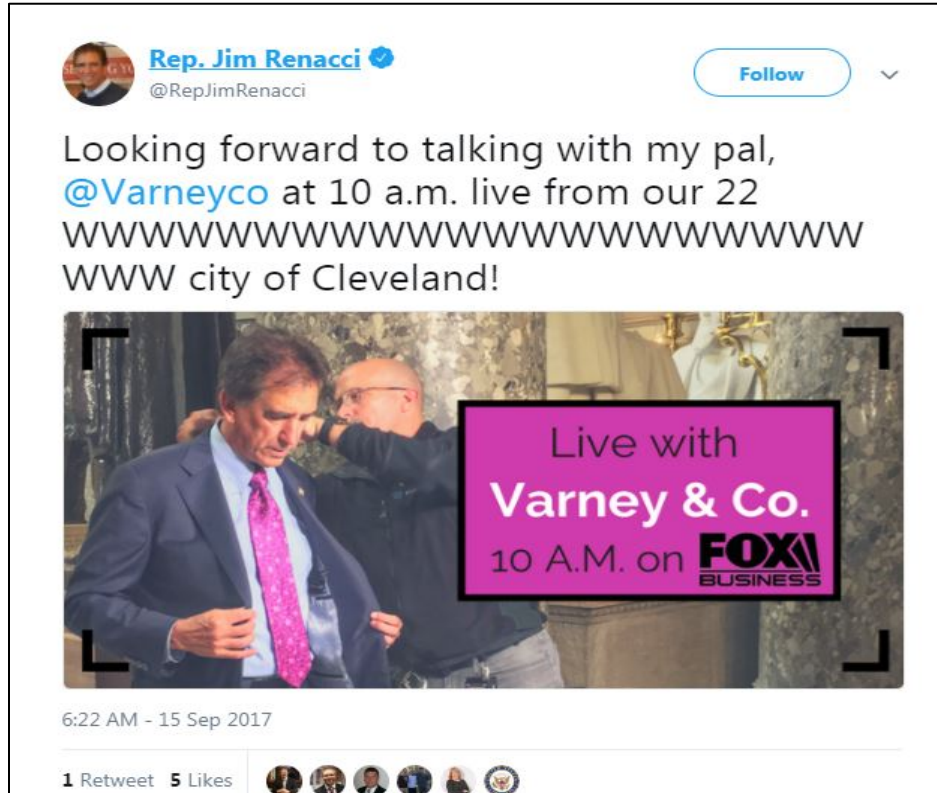 Rep. Jim Renacci
@RepJimRenacci
Follow
Looking forward to talking with my pal,
@Varneyco at 10 a.m. live from our 22
WWWWWWWWWWWWWWWWWWWWW
WWW city of Cleveland!
Live with
Varney & Co.
10 A.M. on FOX
BUSINESS
6:22 AM - 15 Sep 2017
1 Retweet 5 Likes